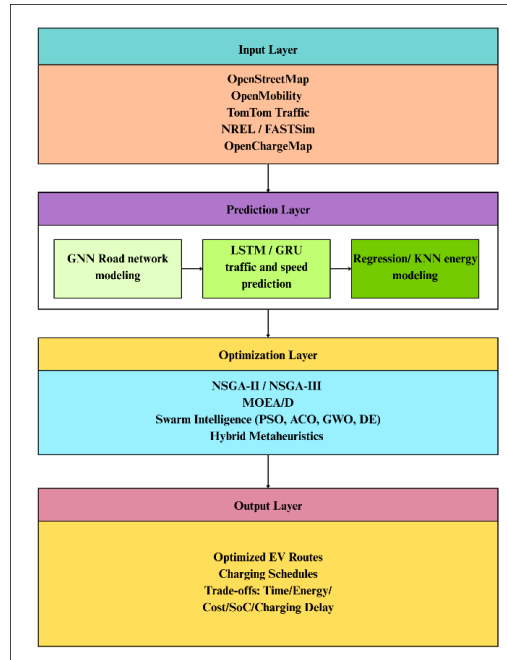 Input Layer
OpenStreetMap
OpenMobility
TomTom Traffic
NREL / FASTSim
OpenChargeMap
Prediction Layer
GNN Road network
modeling
LSTM / GRU
traffic and speed
prediction
Regression/ KNN energy
modeling
Optimization Layer
NSGA-II / NSGA-III
MOEA/D
Swarm Intelligence (PSO, ACO, GWO, DE)
Hybrid Metaheuristics
Output Layer
Optimized EV Routes
Charging Schedules
Trade-offs: Time/Energy/
Cost/SoC/Charging Delay